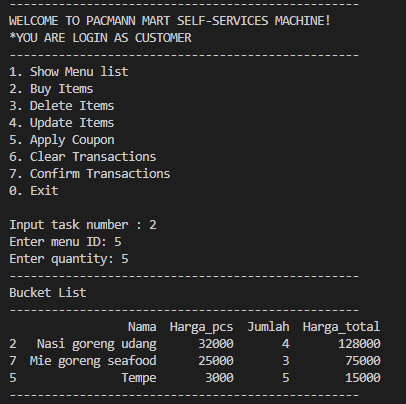 --------------------------------------------------
WELCOME TO PACMANN MART SELF-SERVICES MACHINE!
*YOU ARE LOGIN AS CUSTOMER
--------------------------------------------------
1. Show Menu list
2. Buy Items
3. Delete Items
4. Update Items
5. Apply Coupon
6. Clear Transactions
7. Confirm Transactions
0. Exit

Input task number : 2
Enter menu ID: 5
Enter quantity: 5
--------------------------------------------------
Bucket List
--------------------------------------------------
                 Nama  Harga_pcs  Jumlah  Harga_total
2   Nasi goreng udang      32000       4       128000
7  Mie goreng seafood      25000       3        75000
5               Tempe       3000       5        15000
--------------------------------------------------